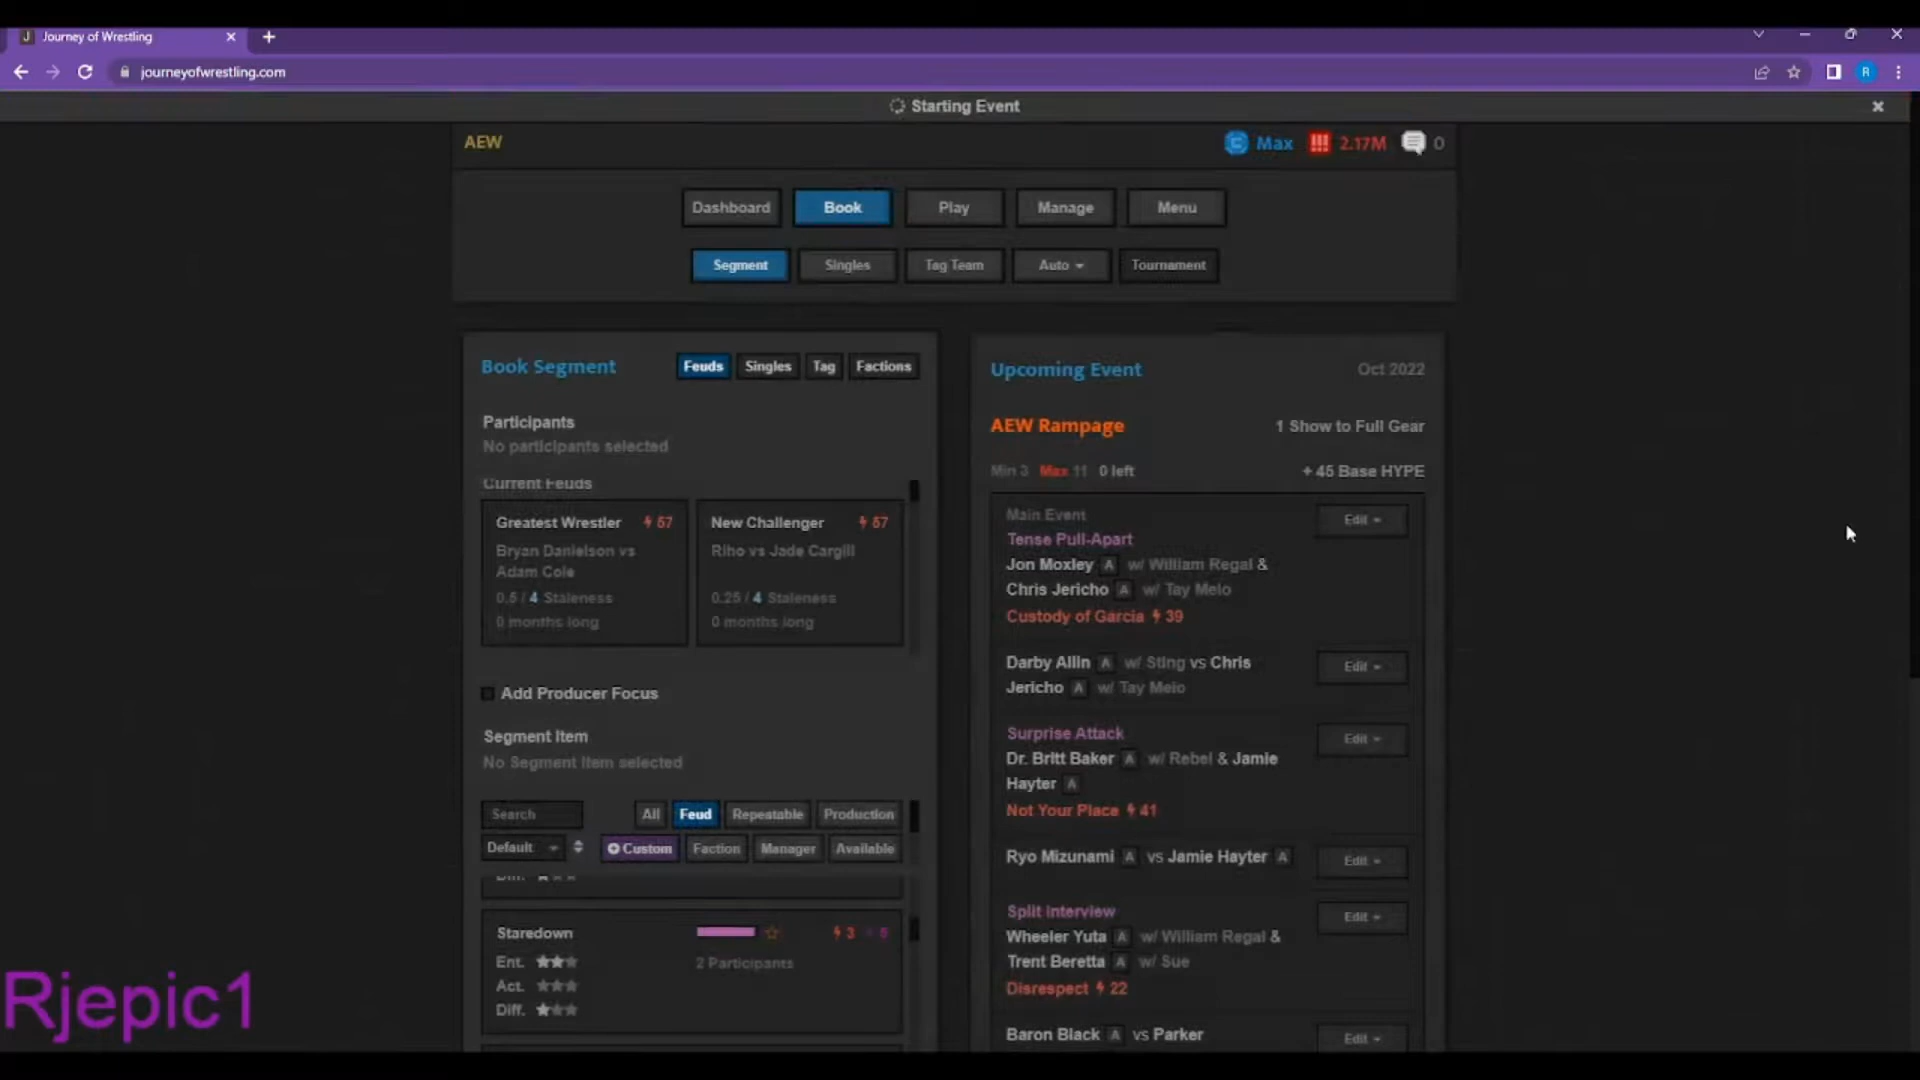 Journey of Wrestling
journeyofwrestling.com
R
Starting Event
AEW
Max 2.17M 0
Dashboard Book Play Manage Menu
Segment Singles Tag Team Auto Tournament
Book Segment Feuds Singles Tag Factions
Participants
No participants selected
Current Feuds
Greatest Wrestler 57
Bryan Danielson vs
Adam Cole
0.5 / 4 Staleness
0 months long
New Challenger 57
Riho vs Jade Cargill
0.25 / 4 Staleness
0 months long
Add Producer Focus
Segment Item
No Segment Item selected
Search All Feud Repeatable Production
Default Custom Faction Manager Available
Diff.
Staredown 3 6
Ent. 2 Participants
Act.
Diff.
Upcoming Event Oct 2022
AEW Rampage 1 Show to Full Gear
Min 3 Max 11 0 left + 45 Base HYPE
Main Event Edit
Tense Pull-Apart
Jon Moxley A w/ William Regal &
Chris Jericho A w/ Tay Melo
Custody of Garcia 39
Darby Allin A w/ Sting vs Chris Edit
Jericho A w/ Tay Melo
Surprise Attack Edit
Dr. Britt Baker A w/ Rebel & Jamie
Hayter A
Not Your Place 41
Ryo Mizunami A vs Jamie Hayter A Edit
Split Interview Edit
Wheeler Yuta A w/ William Regal &
Trent Beretta A w/ Sue
Disrespect 22
Baron Black A vs Parker Edit
Rjepic1